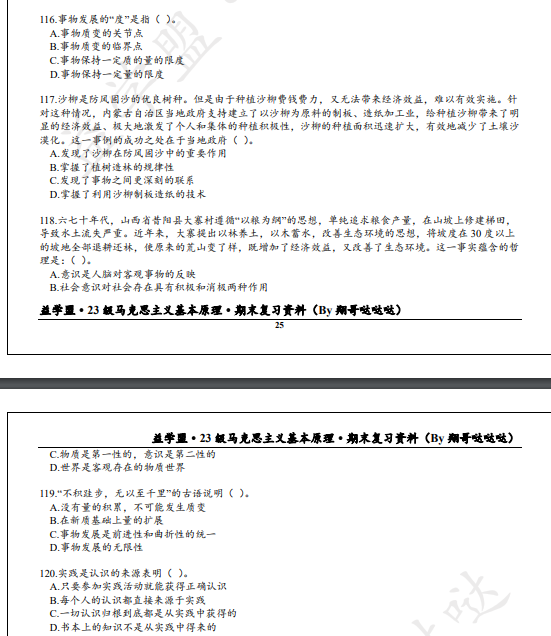 116.事物发展的“度”是指（ ）。
A.事物质变的关节点
B.事物质变的临界点
C.事物保持一定质的量的限度
D.事物保持一定量的限度
117.沙柳是防风固沙的优良树种。但是由于种植沙柳费钱费力，又无法带来经济效益，难以有效实施。针
对这种情况，内蒙古自治区当地政府支持建立了以沙柳为原料的制板、造纸加工业，给种植沙柳带来了明
显的经济效益、极大地激发了个人和集体的种植积极性，沙柳的种植面积迅速扩大，有效地减少了土壤沙
漠化。这一事例的成功之处在于当地政府（ ）。
A.发现了沙柳在防风固沙中的重要作用
B.掌握了植树造林的规律性
C.发现了事物之间更深刻的联系
D.掌握了利用沙柳制板造纸的技术
118.六七十年代，山西省昔阳县大寨村遵循“以粮为纲”的思想，单纯追求粮食产量，在山坡上修建梯田，
导致水土流失严重。近年来，大寨提出以林养土，以木蓄水，改善生态环境的思想，将坡度在 30 度以上
的坡地全部退耕还林，使原来的荒山变了样，既增加了经济效益，又改善了生态环境。这一事实蕴含的哲
理是：（ ）。
A.意识是人脑对客观事物的反映
B.社会意识对社会存在具有积极和消极两种作用
益学盟·23 级马克思主义基本原理·期末复习资料（By 翔哥哒哒哒）
25
益学盟·23 级马克思主义基本原理·期末复习资料（By 翔哥哒哒哒）
C.物质是第一性的，意识是第二性的
D.世界是客观存在的物质世界
119.“不积跬步，无以至千里”的古语说明（ ）。
A.没有量的积累，不可能发生质变
B.在新质基础上量的扩展
C.事物发展是前进性和曲折性的统一
D.事物发展的无限性
120.实践是认识的来源表明（ ）。
A.只要参加实践活动就能获得正确认识
B.每个人的认识都直接来源于实践
C.一切认识归根到底都是从实践中获得的
D.书本上的知识不是从实践中得来的